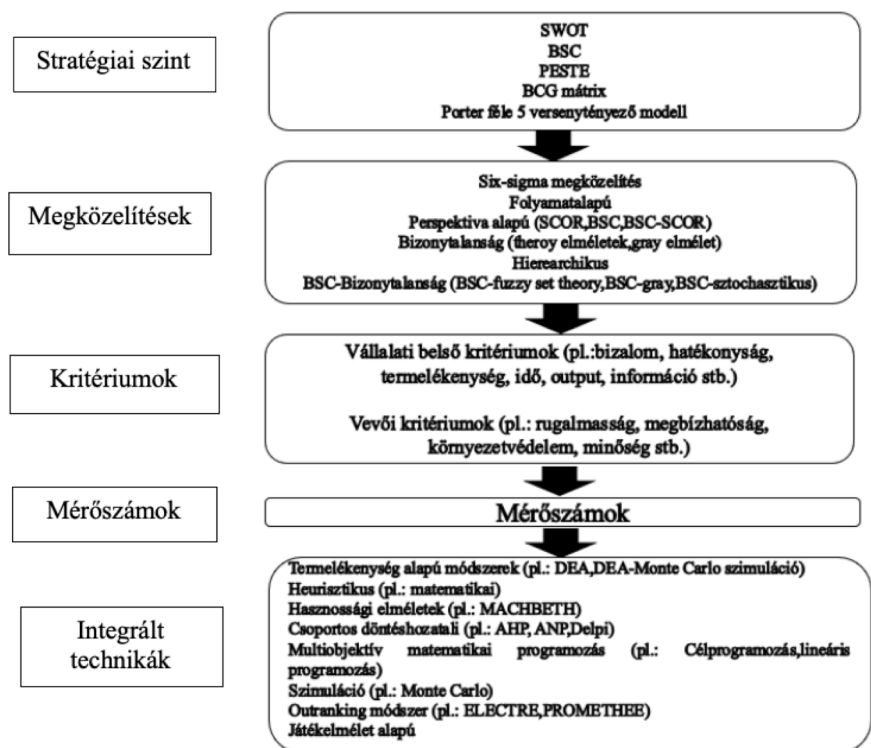 Stratégiai szint
SWOT
BSC
PESTE
BCG mátrix
Porter féle 5 versenytényező modell
Megközelítések
Six-sigma megközelítés
Folyamatalapú
Perspektiva alapú (SCOR,BSC,BSC-SCOR)
Bizonytalanság (theroy elméletek,gray elmélet)
Hierearchikus
BSC-Bizonytalanság (BSC-fuzzy set theory,BSC-gray,BSC-sztochasztikus)
Kritériumok
Vállalati belső kritériumok (pl.:bizalom, hatékonyság,
termelékenység, idő, output, információ stb.)
Vevői kritériumok (pl.: rugalmasság, megbízhatóság,
környezetvédelem, minőség stb.)
Mérőszámok
Mérőszámok
Integrált
technikák
Termelékenység alapú módszerek (pl.: DEA,DEA-Monte Carlo szimuláció)
Heurisztikus (pl.: matematikai)
Hasznossági elméletek (pl.: MACHBETH)
Csoportos döntéshozatali (pl.: AHP, ANP,Delpi)
Multiobjektív matematikai programozás (pl.: Célprogramozás,lineáris
programozás)
Szimuláció (pl.: Monte Carlo)
Outranking módszer (pl.: ELECTRE,PROMETHEE)
Játékelmélet alapú